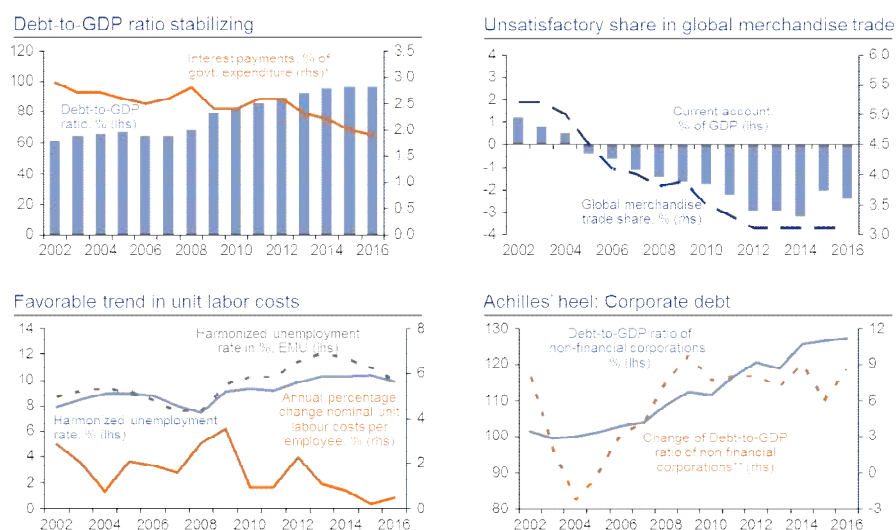 Debt-to-GDP ratio stabilizing
120
100
80
60
40
20
0
3.5
3.0
2.5
2.0
1.5
1.0
0.5
0.0
Interest payments, % of
govt. expenditure (rhs)*
Debt-to-GDP
ratio, % (lhs)
2002 2004 2006 2008 2010 2012 2014 2016
Unsatisfactory share in global merchandise trade
4
3
2
1
0
-1
-2
-3
-4
6.0
5.5
5.0
4.5
4.0
3.5
3.0
Current account,
% of GDP (lhs)
Global merchandise
trade share, % (rhs)
2002 2004 2006 2008 2010 2012 2014 2016
Favorable trend in unit labor costs
14
12
10
8
6
4
2
0
8
6
4
2
0
Harmonized unemployment
rate in %, EMU (lhs)
Harmonized unemployment
rate, % (lhs)
Annual percentage
change nominal unit
labour costs per
employee, % (rhs)
2002 2004 2006 2008 2010 2012 2014 2016
Achilles' heel: Corporate debt
130
120
110
100
90
80
12
9
6
3
0
-3
Debt-to-GDP ratio of
non-financial corporations,
% (lhs)
Change of Debt-to-GDP
ratio of non financial
corporations** (rhs)
2002 2004 2006 2008 2010 2012 2014 2016